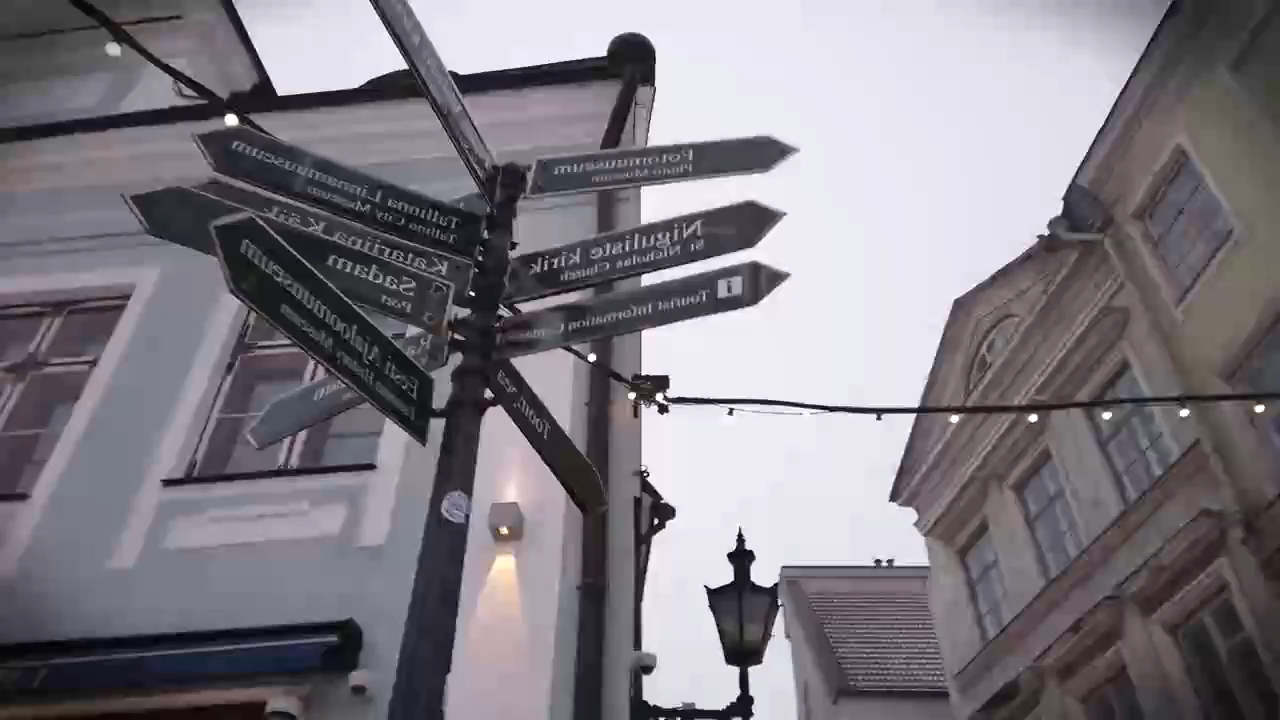 Fotomuuseum
Photo Museum
Tallinna Linnamuuseum
Tallinn City Museum
Niguliste kirik
St Nicholas Church
Katariina Käik
Sadam
Port
Tourist Information
i
Eesti Ajaloomuuseum
History Museum